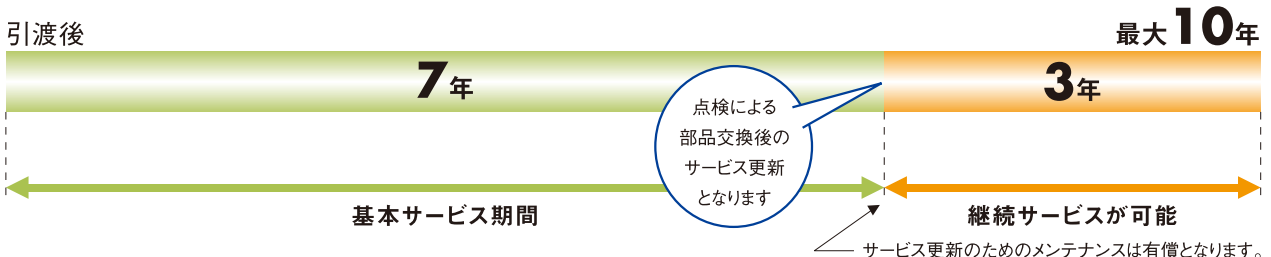 引渡後
最大10年
7年
3年
点検による
部品交換後の
サービス更新
となります
基本サービス期間
継続サービスが可能
サービス更新のためのメンテナンスは有償となります。